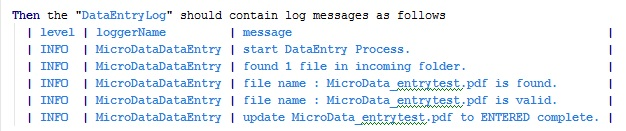 Then the "DataEntryLog" should contain log messages as follows
| level | loggerName | message |
| INFO | MicroDataDataEntry | start DataEntry Process. |
| INFO | MicroDataDataEntry | found 1 file in incoming folder. |
| INFO | MicroDataDataEntry | file name : MicroData_entrytest.pdf is found. |
| INFO | MicroDataDataEntry | file name : MicroData_entrytest.pdf is valid. |
| INFO | MicroDataDataEntry | update MicroData_entrytest.pdf to ENTERED complete. |